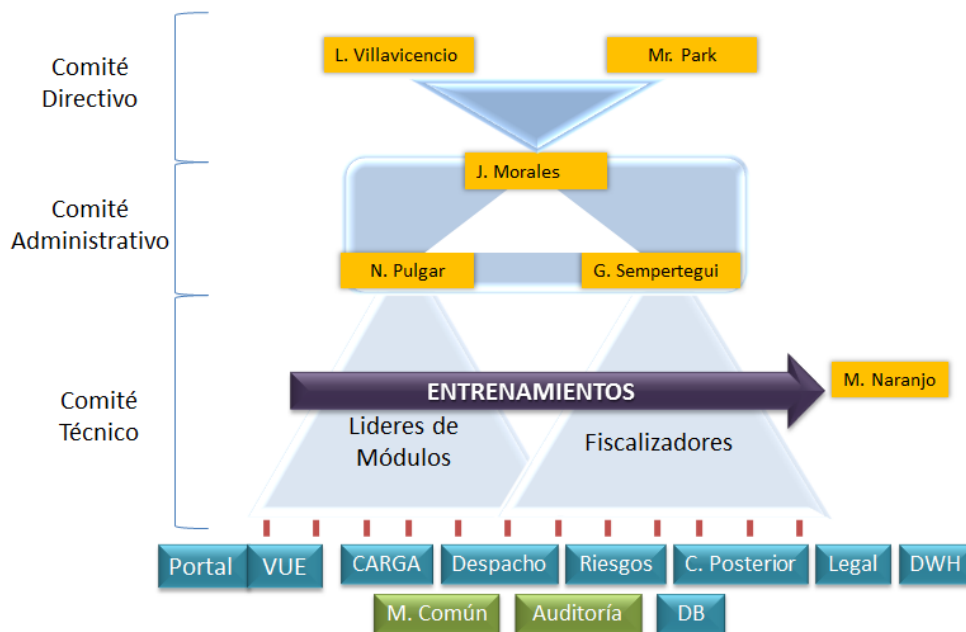 Comité
Directivo
L. Villavicencio
Mr. Park
Comité
Administrativo
J. Morales
N. Pulgar
G. Sempertegui
Comité
Técnico
ENTRENAMIENTOS
M. Naranjo
Lideres de
Módulos
Fiscalizadores
Portal
VUE
CARGA
Despacho
Riesgos
C. Posterior
Legal
DWH
M. Común
Auditoría
DB